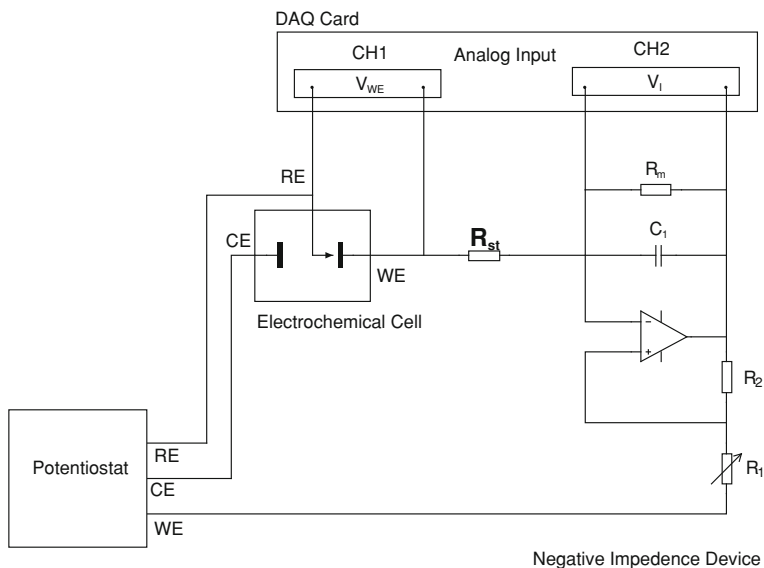 DAQ Card
CH1
Analog Input
CH2
V_WE
V_I
RE
R_m
CE
R_st
C_1
WE
Electrochemical Cell
−
+
R_2
Potentiostat
RE
R_1
CE
WE
Negative Impedence Device